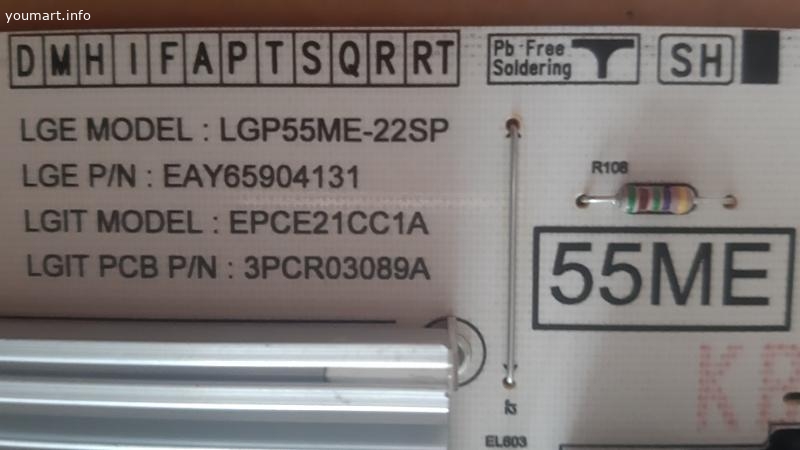 youmart.info
D M H I F A P T S Q R RT
Pb-Free
Soldering
SH
LGE MODEL : LGP55ME-22SP
LGE P/N : EAY65904131
LGIT MODEL : EPCE21CC1A
LGIT PCB P/N : 3PCR03089A
R108
55ME
EL603